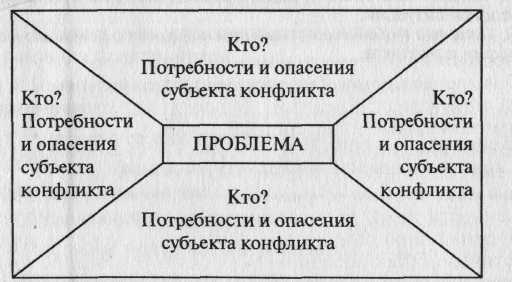 Кто?
Потребности и опасения
субъекта конфликта
Кто?
Потребности
и опасения
субъекта
конфликта
ПРОБЛЕМА
Кто?
Потребности
и опасения
субъекта
конфликта
Кто?
Потребности и опасения
субъекта конфликта